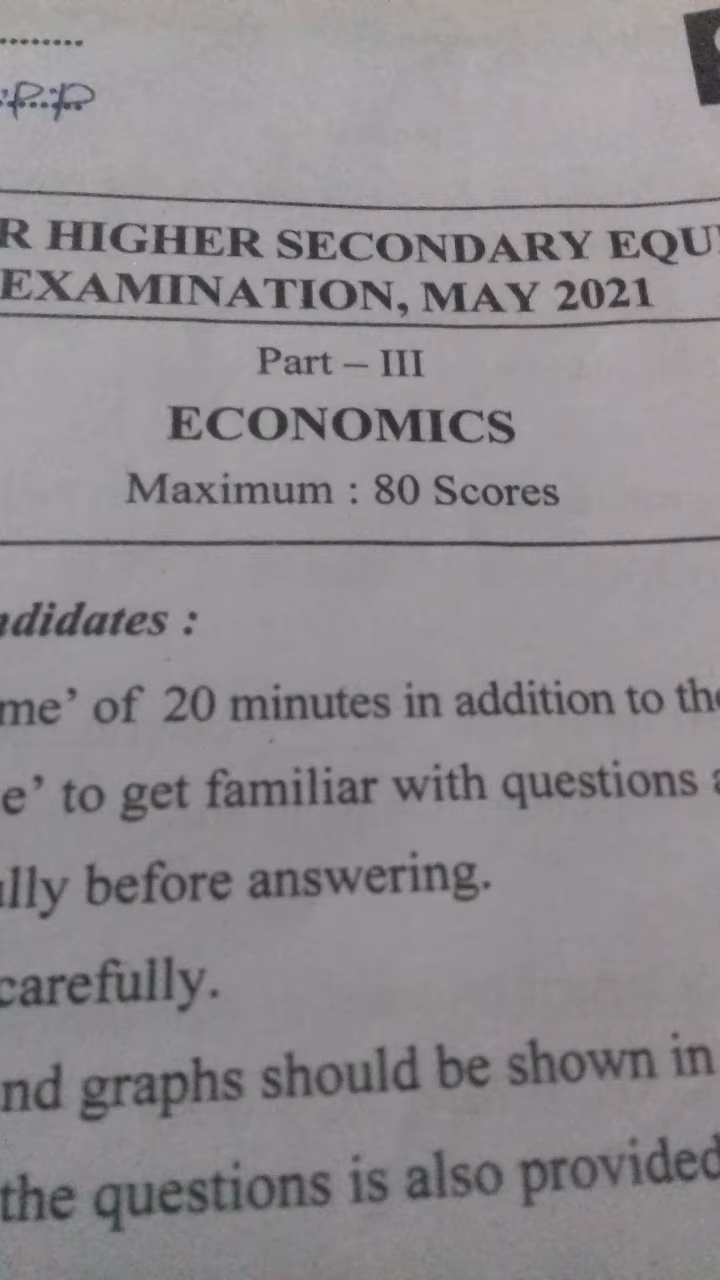 R HIGHER SECONDARY EQU
EXAMINATION, MAY 2021
Part – III
ECONOMICS
Maximum : 80 Scores
ndidates :
me’ of 20 minutes in addition to the
e’ to get familiar with questions a
lly before answering.
carefully.
nd graphs should be shown in
the questions is also provided